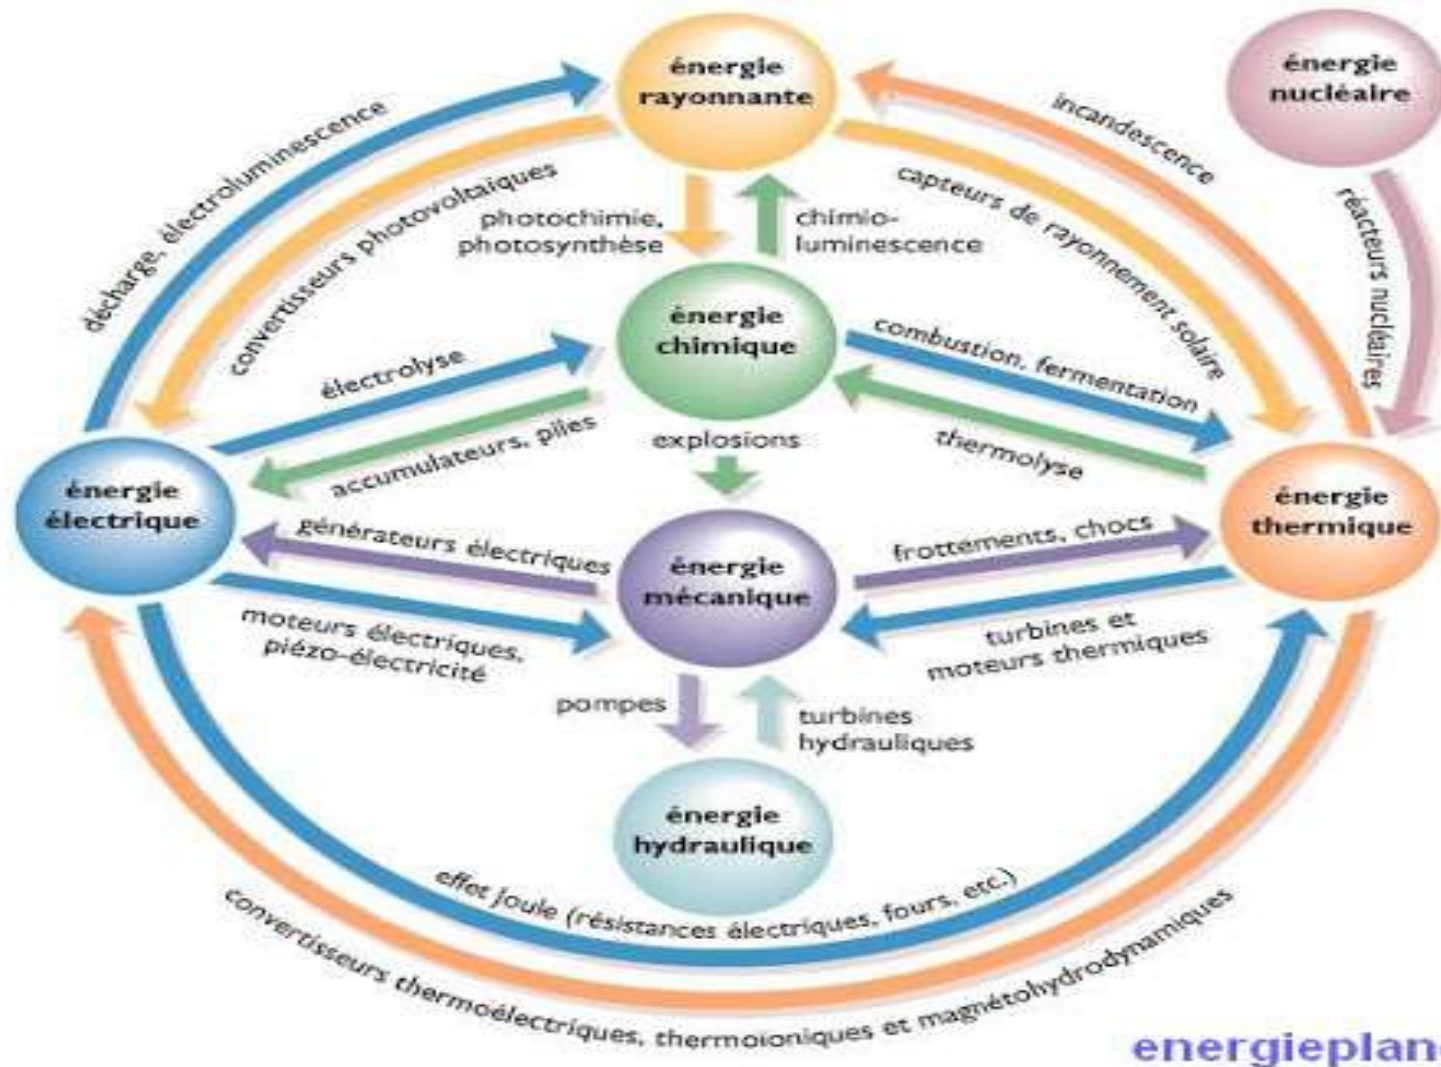 énergie
rayonnante
énergie
nucléaire
décharge, électroluminescence
convertisseurs photovoltaïques
photochimie,
photosynthèse
chimio-
luminescence
capteurs de rayonnement solaire
incandescence
réacteurs nucléaires
énergie
chimique
électrolyse
accumulateurs, piles
explosions
combustion, fermentation
thermolyse
énergie
électrique
énergie
thermique
générateurs électriques
moteurs électriques,
piézo-électricité
énergie
mécanique
frottements, chocs
turbines et
moteurs thermiques
pompes
turbines
hydrauliques
énergie
hydraulique
effet Joule (résistances électriques, fours, etc.)
convertisseurs thermoélectriques, thermoïoniques et magnétohydrodynamiques
energieplan